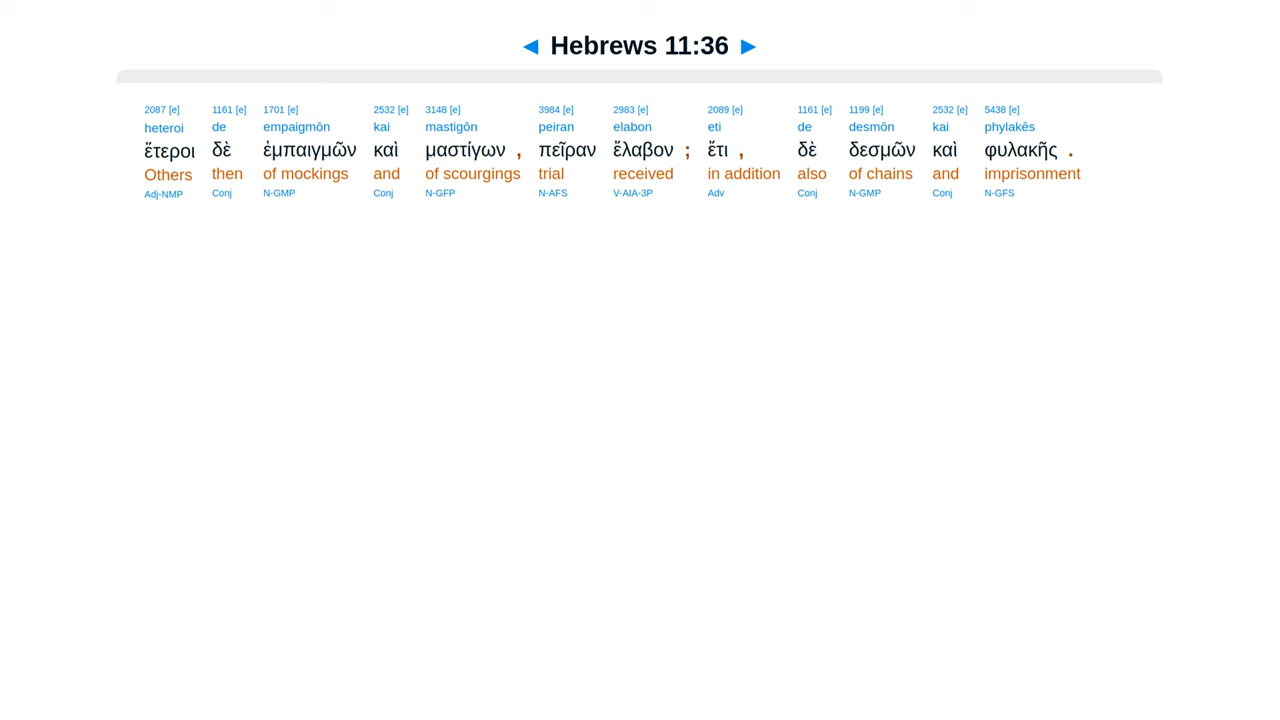 ◄ Hebrews 11:36 ►
2087 [e] 1161 [e] 1701 [e] 2532 [e] 3148 [e] 3984 [e] 2983 [e] 2089 [e] 1161 [e] 1199 [e] 2532 [e] 5438 [e]
heteroi de empaigmōn kai mastigōn peiran elabon eti de desmōn kai phylakēs
ἕτεροι δὲ ἐμπαιγμῶν καὶ μαστίγων , πεῖραν ἔλαβον ; ἔτι , δὲ δεσμῶν καὶ φυλακῆς .
Others then of mockings and of scourgings trial received in addition also of chains and imprisonment
Adj-NMP Conj N-GMP Conj N-GFP N-AFS V-AIA-3P Adv Conj N-GMP Conj N-GFS